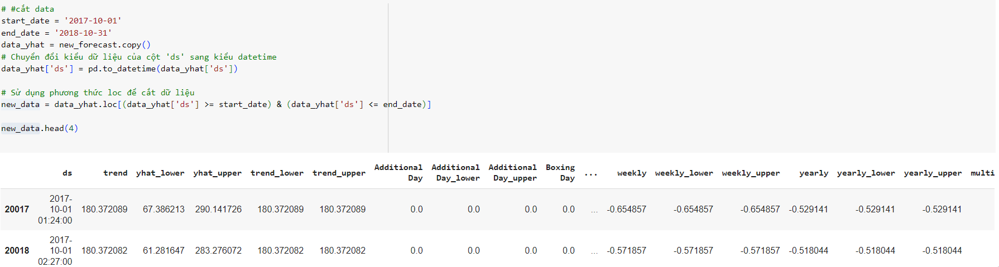 # #cắt data
start_date = '2017-10-01'
end_date = '2018-10-31'
data_yhat = new_forecast.copy()
# Chuyển đổi kiểu dữ liệu của cột 'ds' sang kiểu datetime
data_yhat['ds'] = pd.to_datetime(data_yhat['ds'])
# Sử dụng phương thức loc để cắt dữ liệu
new_data = data_yhat.loc[(data_yhat['ds'] >= start_date) & (data_yhat['ds'] <= end_date)]
new_data.head(4)
ds trend yhat_lower yhat_upper trend_lower trend_upper Additional Day Additional Day_lower Additional Day_upper Boxing Day ... weekly weekly_lower weekly_upper yearly yearly_lower yearly_upper multi
20017 2017-10-01 01:24:00 180.372089 67.386213 290.141726 180.372089 180.372089 0.0 0.0 0.0 0.0 ... -0.654857 -0.654857 -0.654857 -0.529141 -0.529141 -0.529141
20018 2017-10-01 02:27:00 180.372082 61.281647 283.276072 180.372082 180.372082 0.0 0.0 0.0 0.0 ... -0.571857 -0.571857 -0.571857 -0.518044 -0.518044 -0.518044